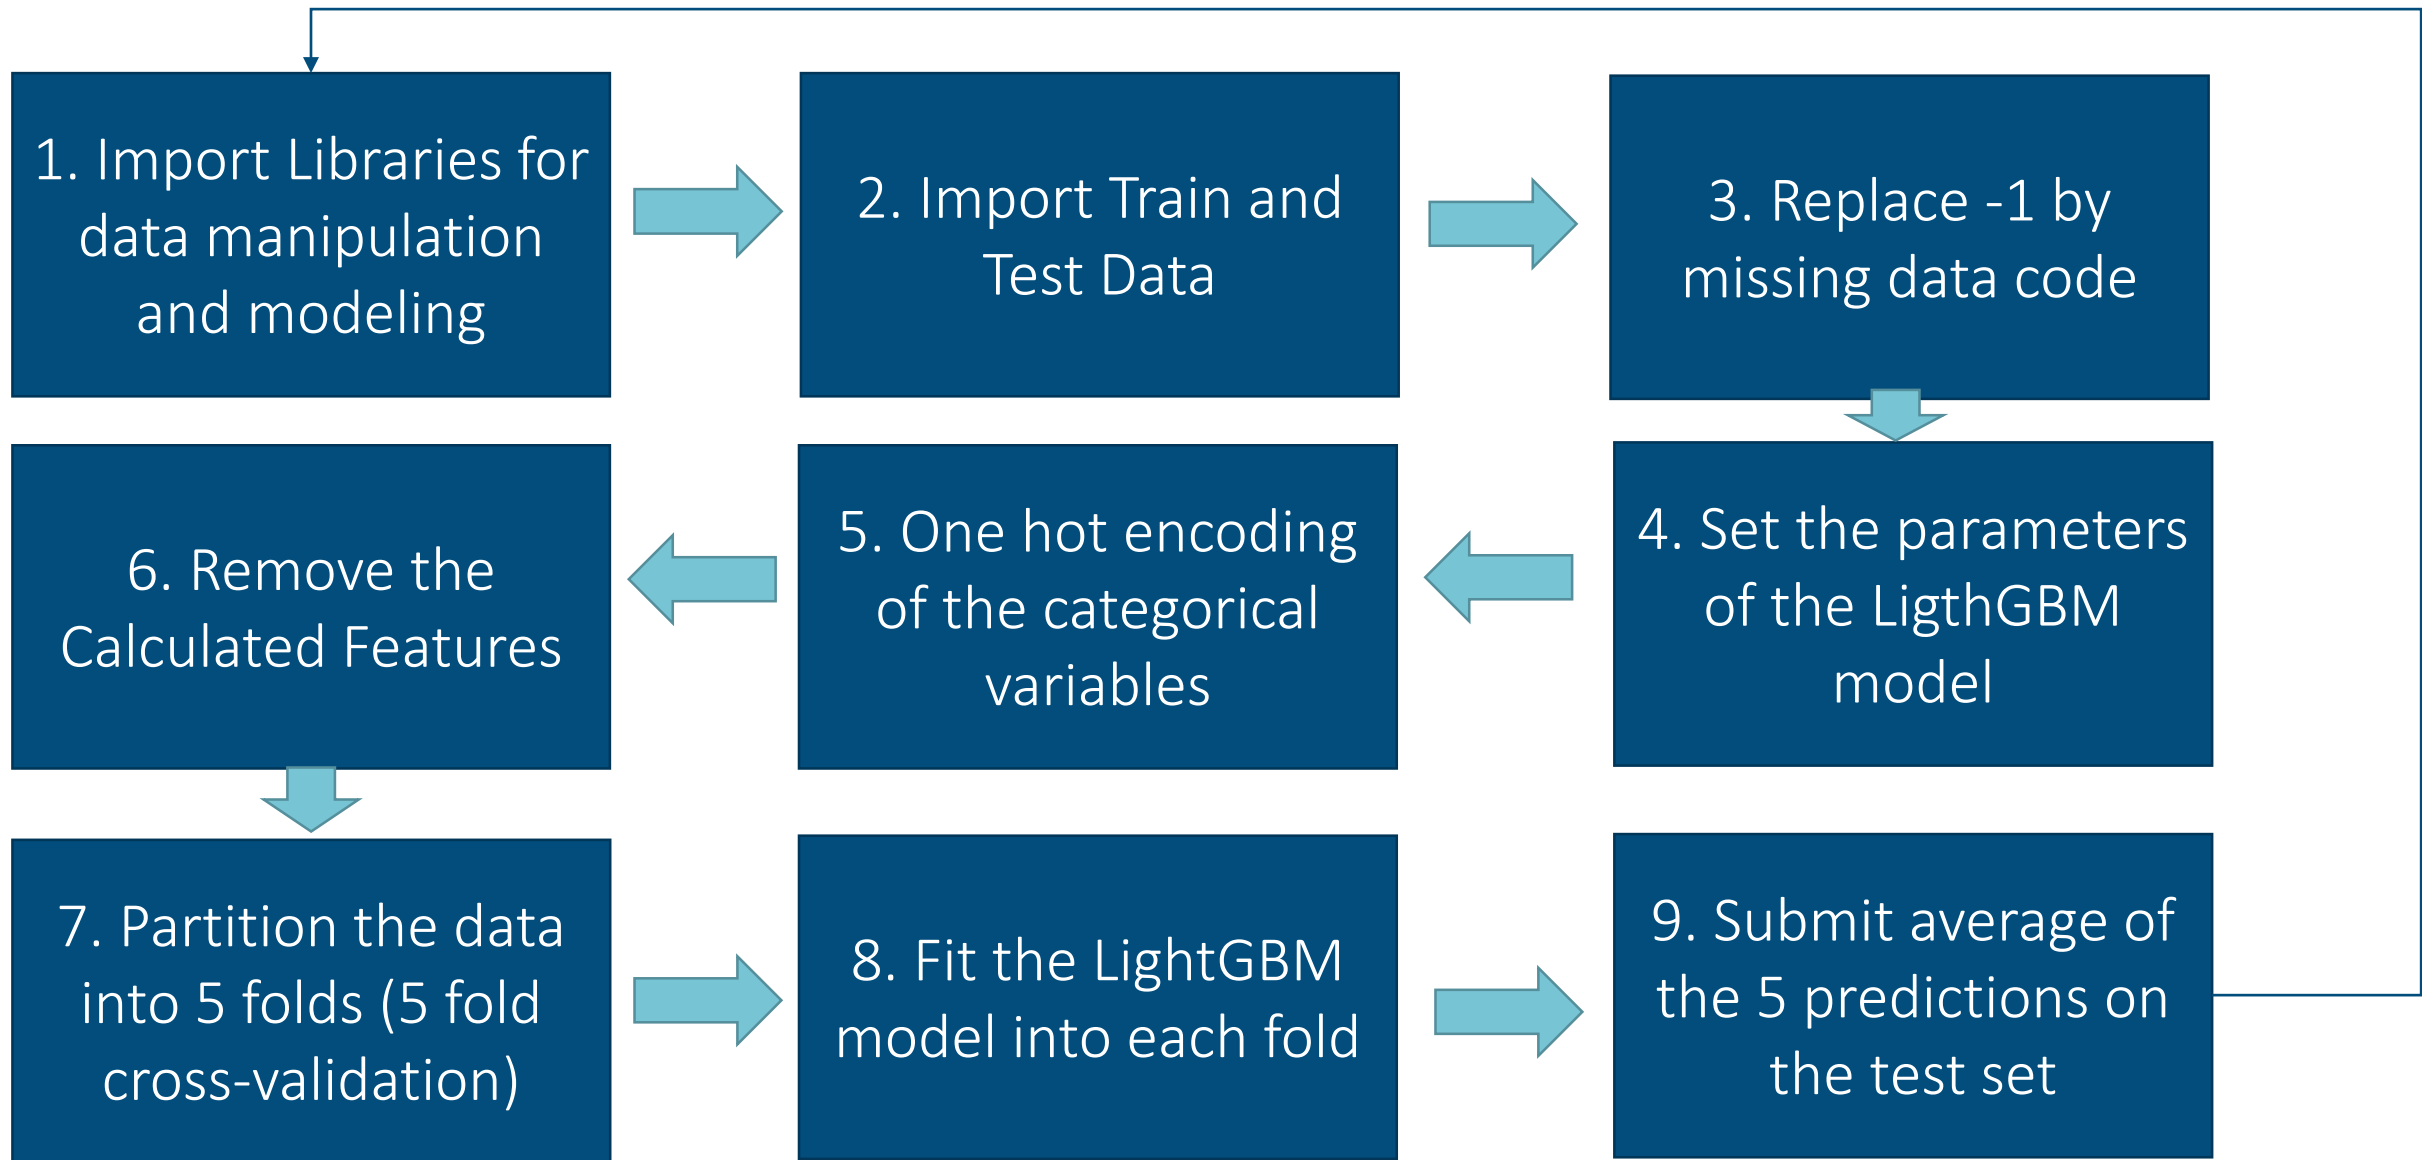 1. Import Libraries for
data manipulation
and modeling
2. Import Train and
Test Data
3. Replace -1 by
missing data code
4. Set the parameters
of the LigthGBM
model
5. One hot encoding
of the categorical
variables
6. Remove the
Calculated Features
7. Partition the data
into 5 folds (5 fold
cross-validation)
8. Fit the LightGBM
model into each fold
9. Submit average of
the 5 predictions on
the test set